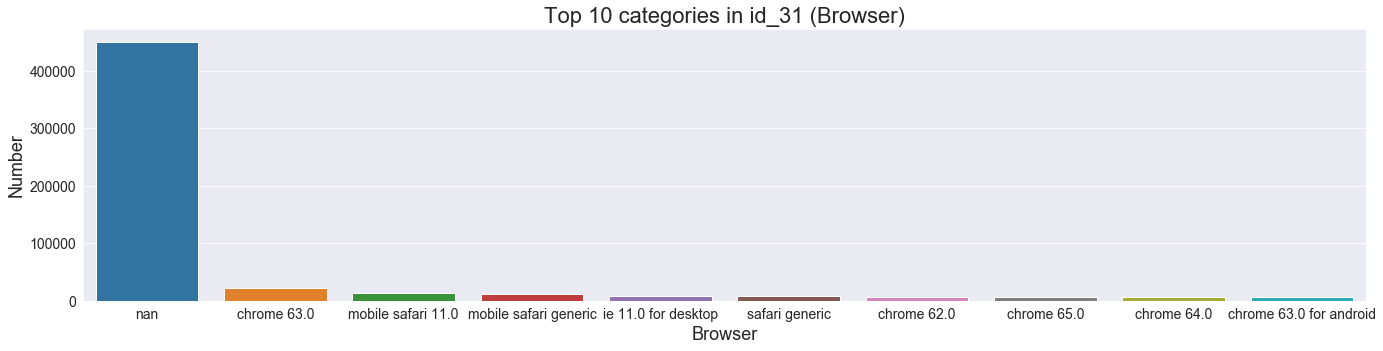 Top 10 categories in id_31 (Browser)
Number
400000
300000
200000
100000
0
nan chrome 63.0 mobile safari 11.0 mobile safari generic ie 11.0 for desktop safari generic chrome 62.0 chrome 65.0 chrome 64.0 chrome 63.0 for android
Browser